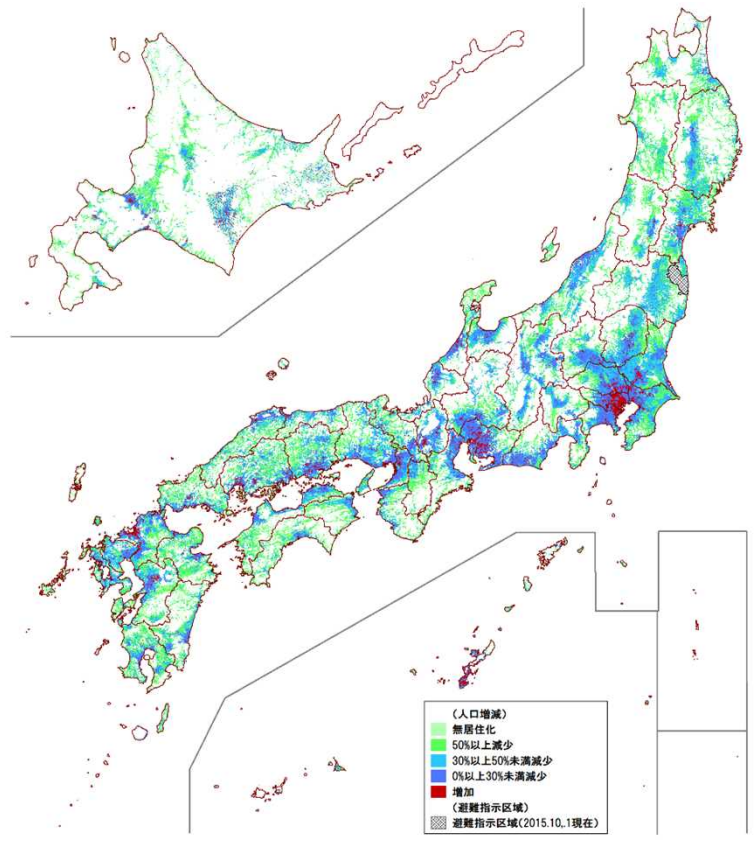 （人口増減）
無居住化
50%以上減少
30%以上50%未満減少
0%以上30%未満減少
増加
（避難指示区域）
避難指示区域（2015.10,.1現在）